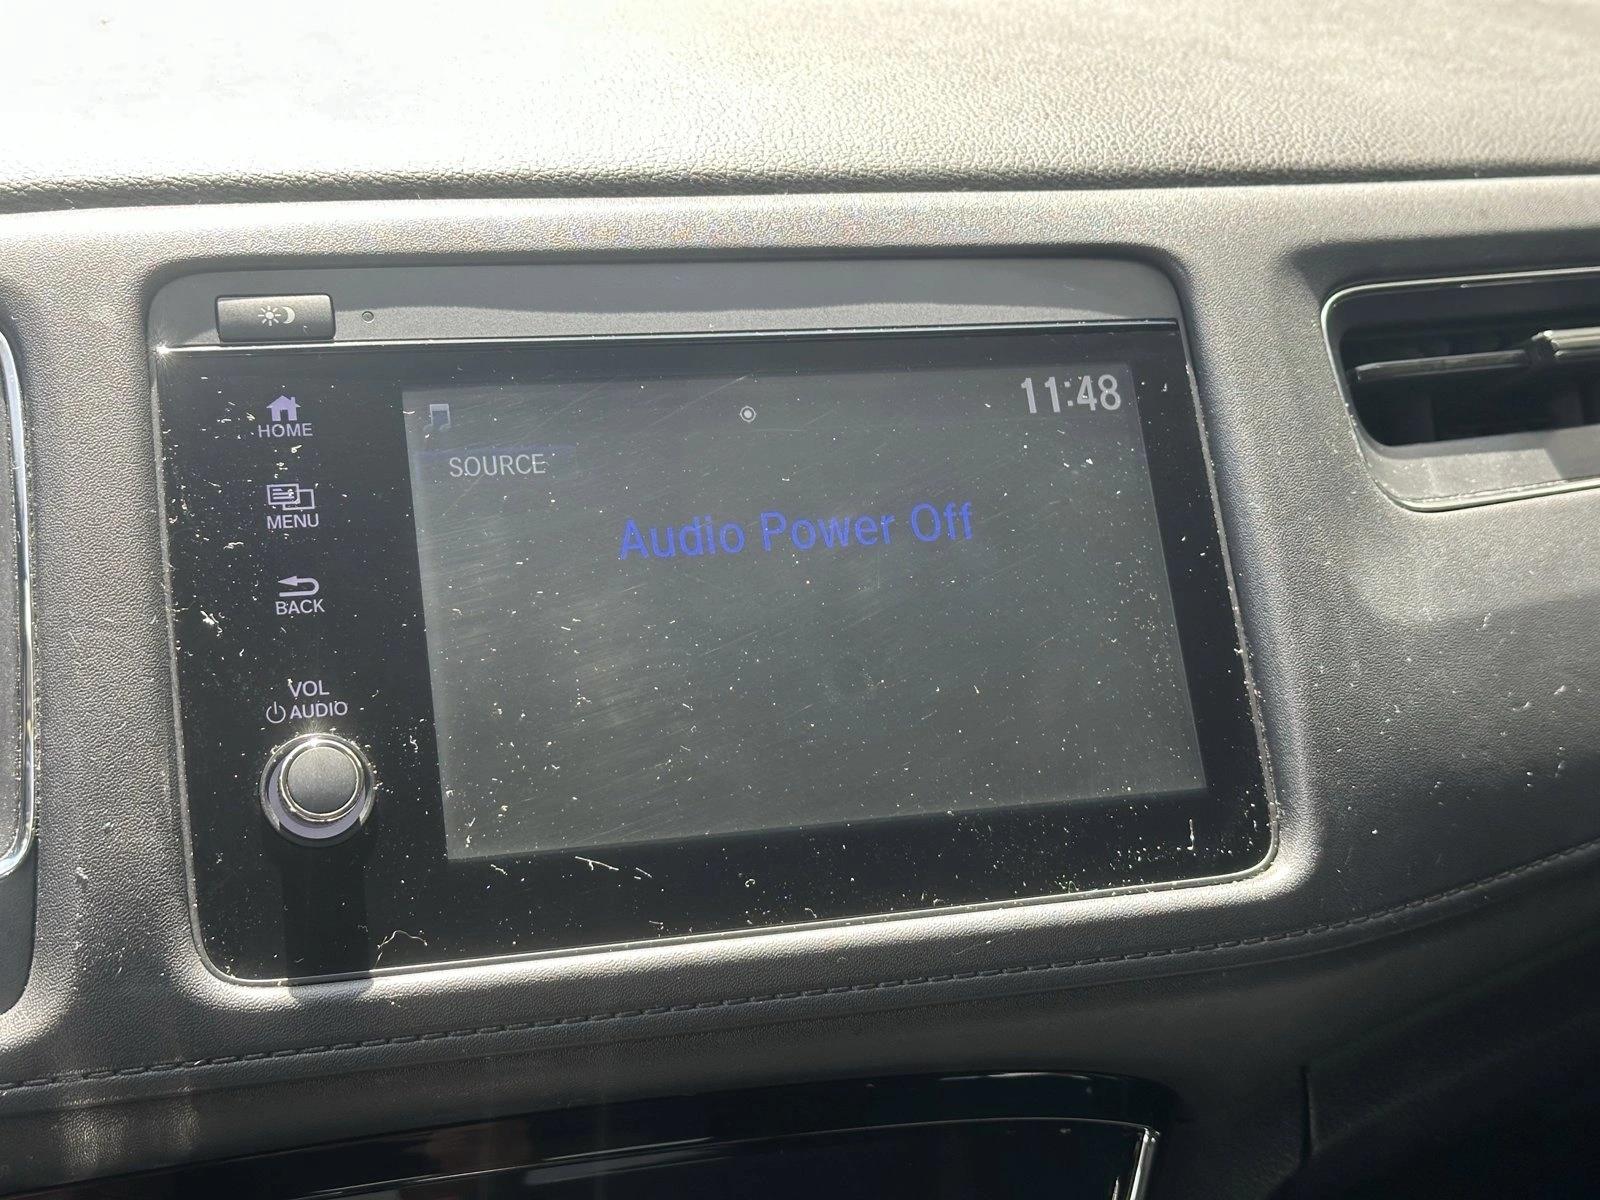 11:48
HOME
SOURCE
MENU
Audio Power Off
BACK
VOL
AUDIO